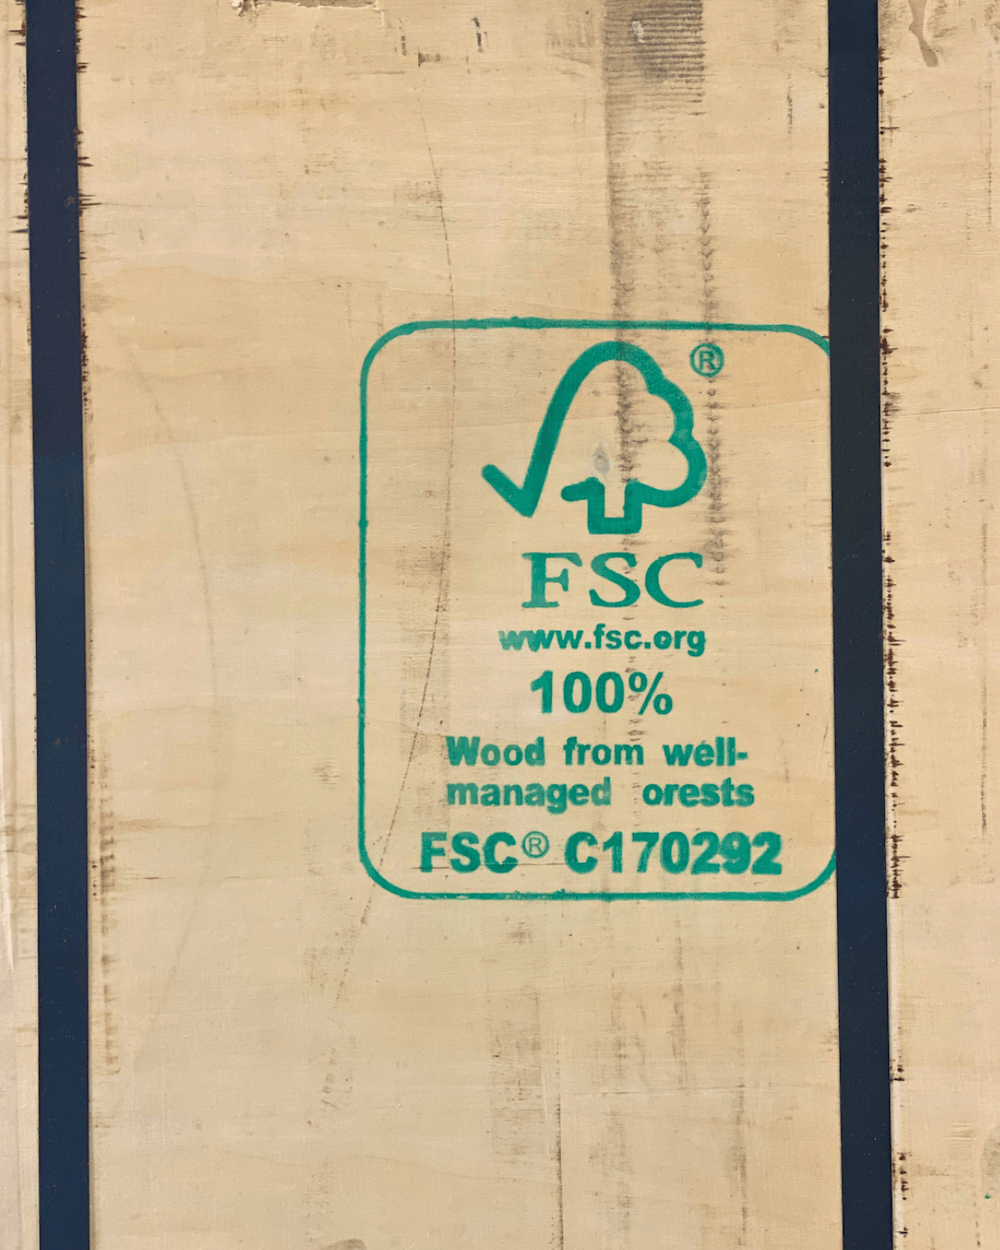 ®
FSC
www.fsc.org
100%
Wood from well-
managed orests
FSC® C170292